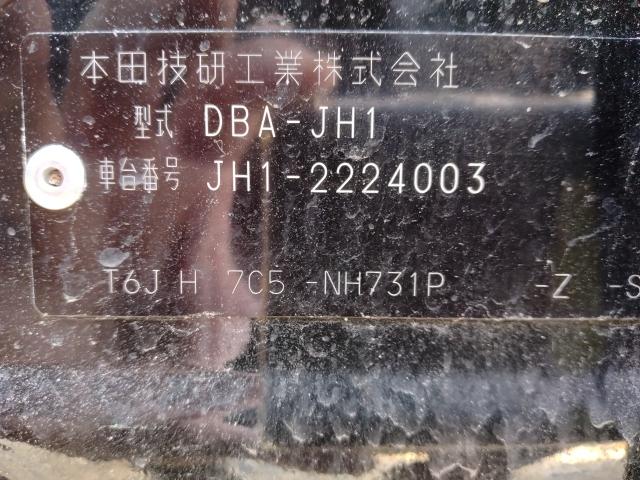 本田技研工業株式会社
型式 DBA-JH1
車台番号 JH1-2224003
T6J H 7C5 -NH731P -Z -S